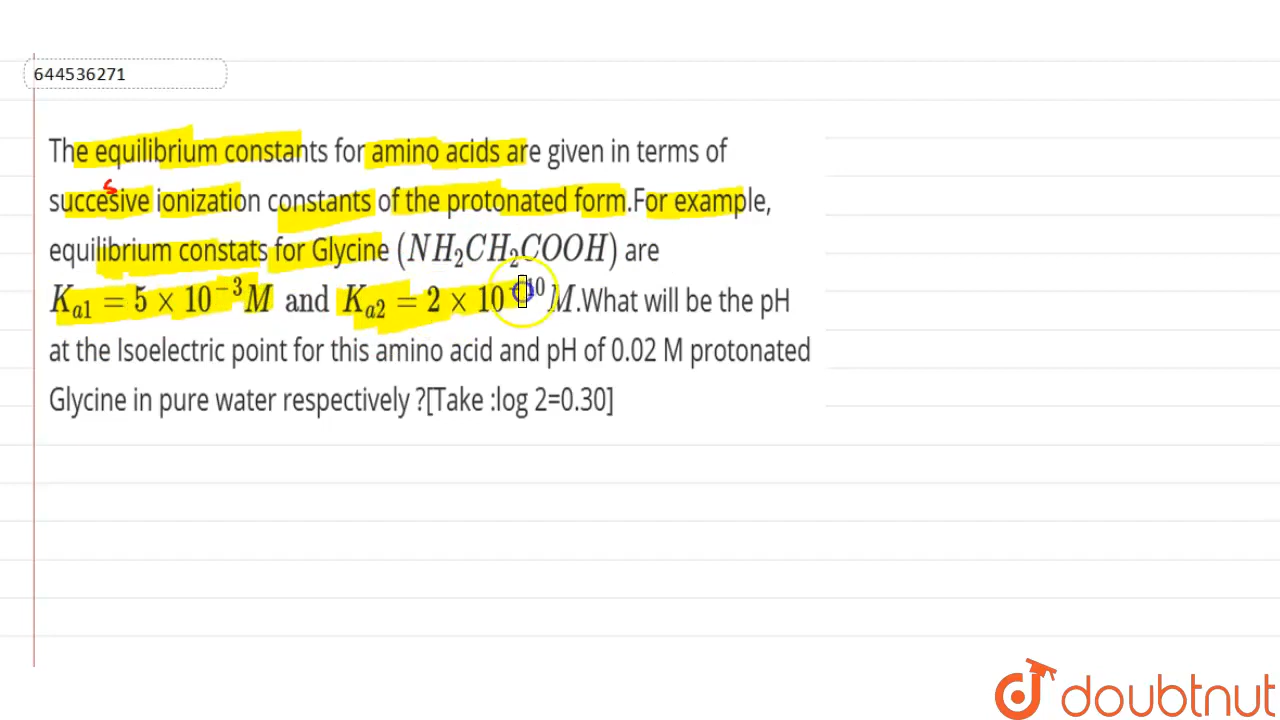 644536271
The equilibrium constants for amino acids are given in terms of
s
succesive ionization constants of the protonated form.For example,
equilibrium constats for Glycine (NH₂CH₂COOH) are
Kₐ₁ = 5 × 10⁻³M and Kₐ₂ = 2 × 10⁻¹⁰M.What will be the pH
at the Isoelectric point for this amino acid and pH of 0.02 M protonated
Glycine in pure water respectively ?[Take :log 2=0.30]
doubtnut